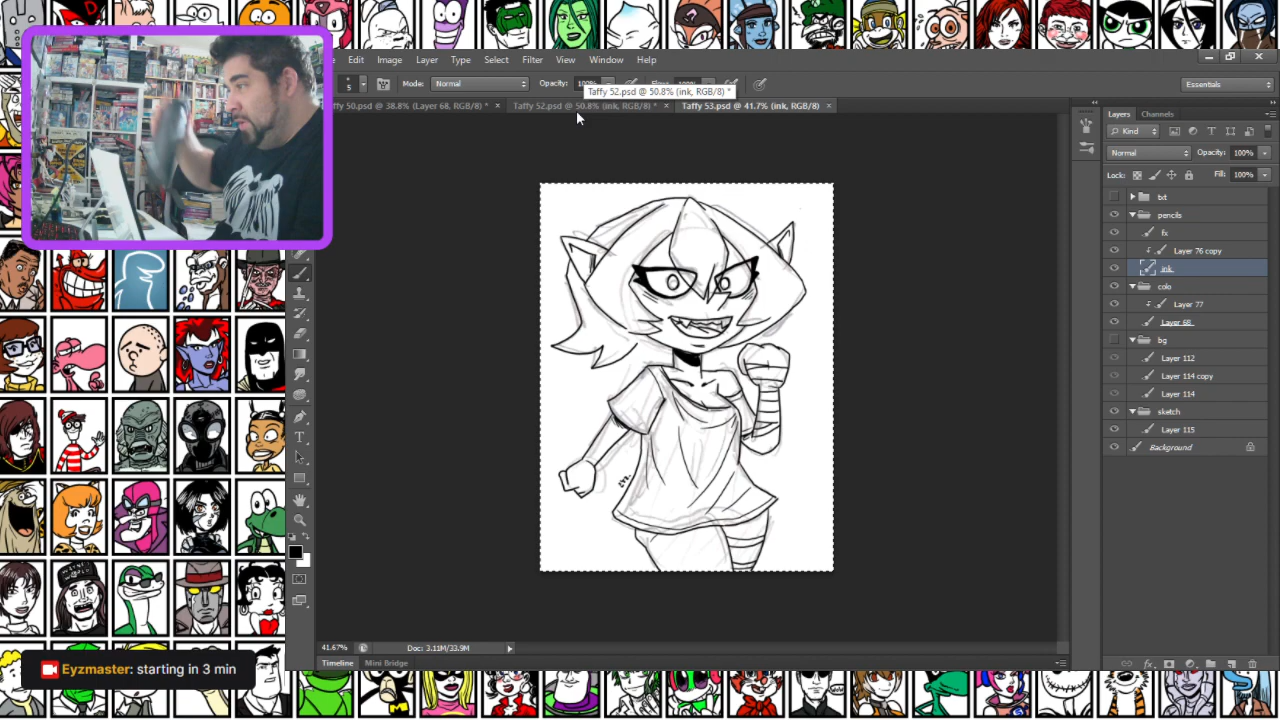 Edit Image Layer Type Select Filter View Window Help
5 Mode: Normal Opacity: 100% Essentials
Taffy 52.psd @ 50.8% (ink, RGB/8) *
ffy 50.psd @ 38.8% (Layer 68, RGB/8) * × Taffy 52.psd @ 50.8% (ink, RGB/8) * × Taffy 53.psd @ 41.7% (ink, RGB/8) ×
Layers Channels
Kind
Normal Opacity: 100%
Lock: Fill: 100%
txt
pencils
fx
Layer 76 copy
ink
colo
Layer 77
Layer 68
bg
Layer 112
Layer 114 copy
Layer 114
sketch
Layer 115
Background
41.67% Doc: 3.11M/33.9M
Timeline Mini Bridge
Eyzmaster: starting in 3 min